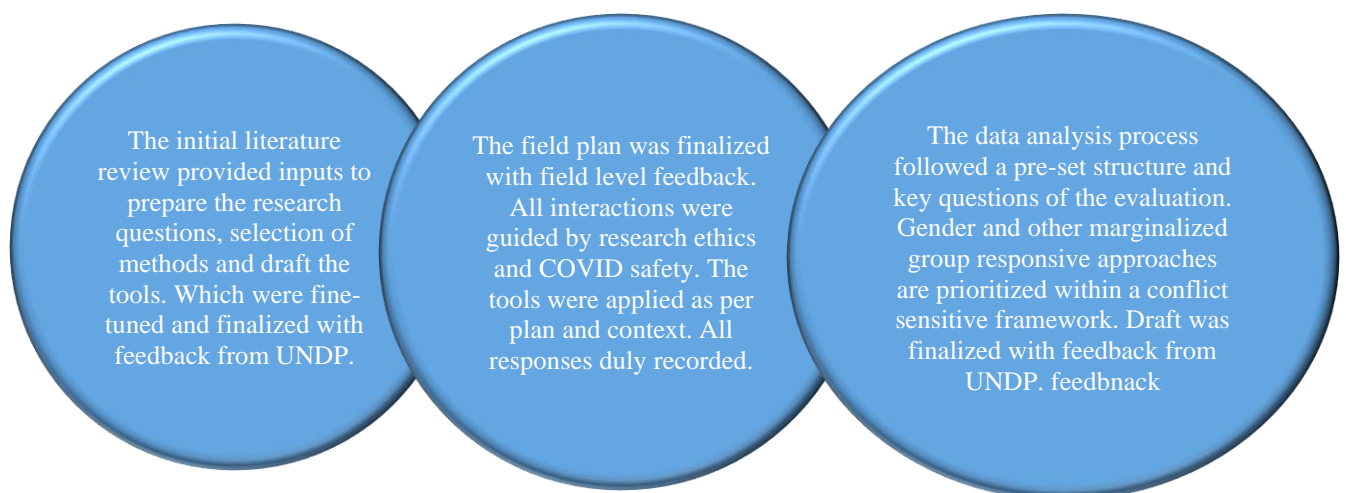 The initial literature
review provided inputs to
prepare the research
questions, selection of
methods and draft the
tools. Which were fine-
tuned and finalized with
feedback from UNDP.
The field plan was finalized
with field level feedback.
All interactions were
guided by research ethics
and COVID safety. The
tools were applied as per
plan and context. All
responses duly recorded.
The data analysis process
followed a pre-set structure and
key questions of the evaluation.
Gender and other marginalized
group responsive approaches
are prioritized within a conflict
sensitive framework. Draft was
finalized with feedback from
UNDP. feedbnack